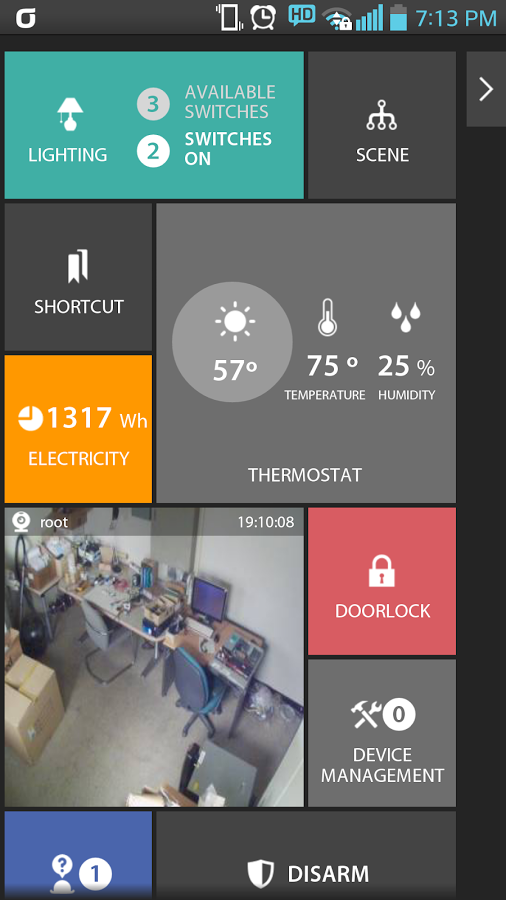 HD 7:13 PM
LIGHTING
3 AVAILABLE
SWITCHES
2 SWITCHES
ON
SCENE
SHORTCUT
57º
75 º
TEMPERATURE
25 %
HUMIDITY
THERMOSTAT
1317 Wh
ELECTRICITY
root 19:10:08
DOORLOCK
0
DEVICE
MANAGEMENT
? 1
DISARM